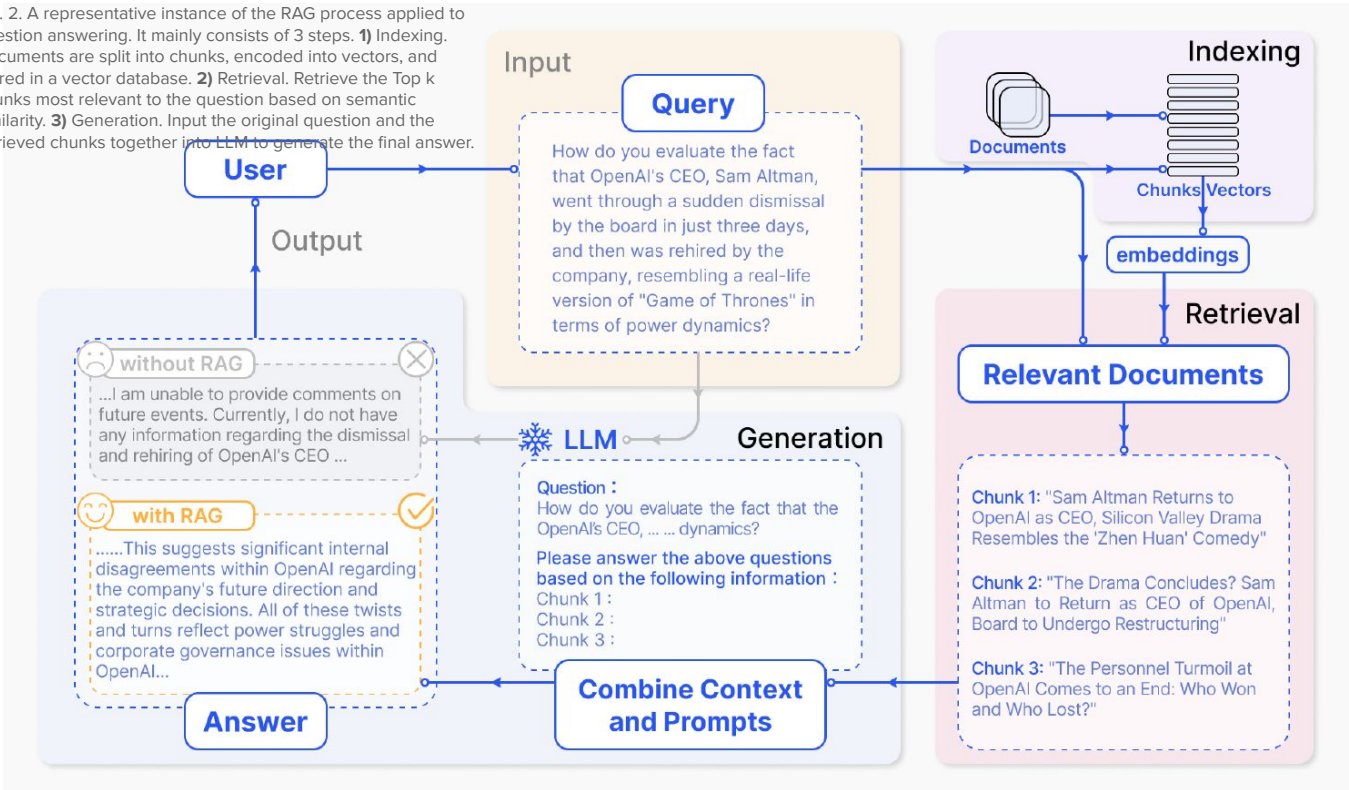 . 2. A representative instance of the RAG process applied to
estion answering. It mainly consists of 3 steps. 1) Indexing.
cuments are split into chunks, encoded into vectors, and
red in a vector database. 2) Retrieval. Retrieve the Top k
unks most relevant to the question based on semantic
ilarity. 3) Generation. Input the original question and the
rieved chunks together into LLM to generate the final answer.
Input
Query
How do you evaluate the fact
that OpenAI's CEO, Sam Altman,
went through a sudden dismissal
by the board in just three days,
and then was rehired by the
company, resembling a real-life
version of "Game of Thrones" in
terms of power dynamics?
Indexing
Documents
Chunks Vectors
embeddings
User
Output
Retrieval
Relevant Documents
Chunk 1: "Sam Altman Returns to
OpenAI as CEO, Silicon Valley Drama
Resembles the 'Zhen Huan' Comedy"
Chunk 2: "The Drama Concludes? Sam
Altman to Return as CEO of OpenAI,
Board to Undergo Restructuring"
Chunk 3: "The Personnel Turmoil at
OpenAI Comes to an End: Who Won
and Who Lost?"
Generation
LLM
Question :
How do you evaluate the fact that the
OpenAI's CEO, ... ... dynamics?
Please answer the above questions
based on the following information :
Chunk 1 :
Chunk 2 :
Chunk 3 :
Combine Context
and Prompts
without RAG
...I am unable to provide comments on
future events. Currently, I do not have
any information regarding the dismissal
and rehiring of OpenAI's CEO ...
with RAG
......This suggests significant internal
disagreements within OpenAI regarding
the company's future direction and
strategic decisions. All of these twists
and turns reflect power struggles and
corporate governance issues within
OpenAI...
Answer